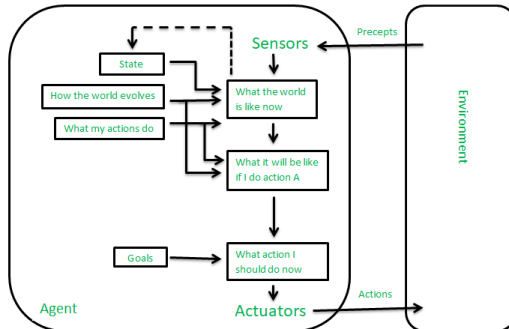 Sensors
Precepts
State
How the world evolves
What my actions do
What the world
is like now
What it will be like
if I do action A
Goals
What action I
should do now
Agent
Actuators
Actions
Environment